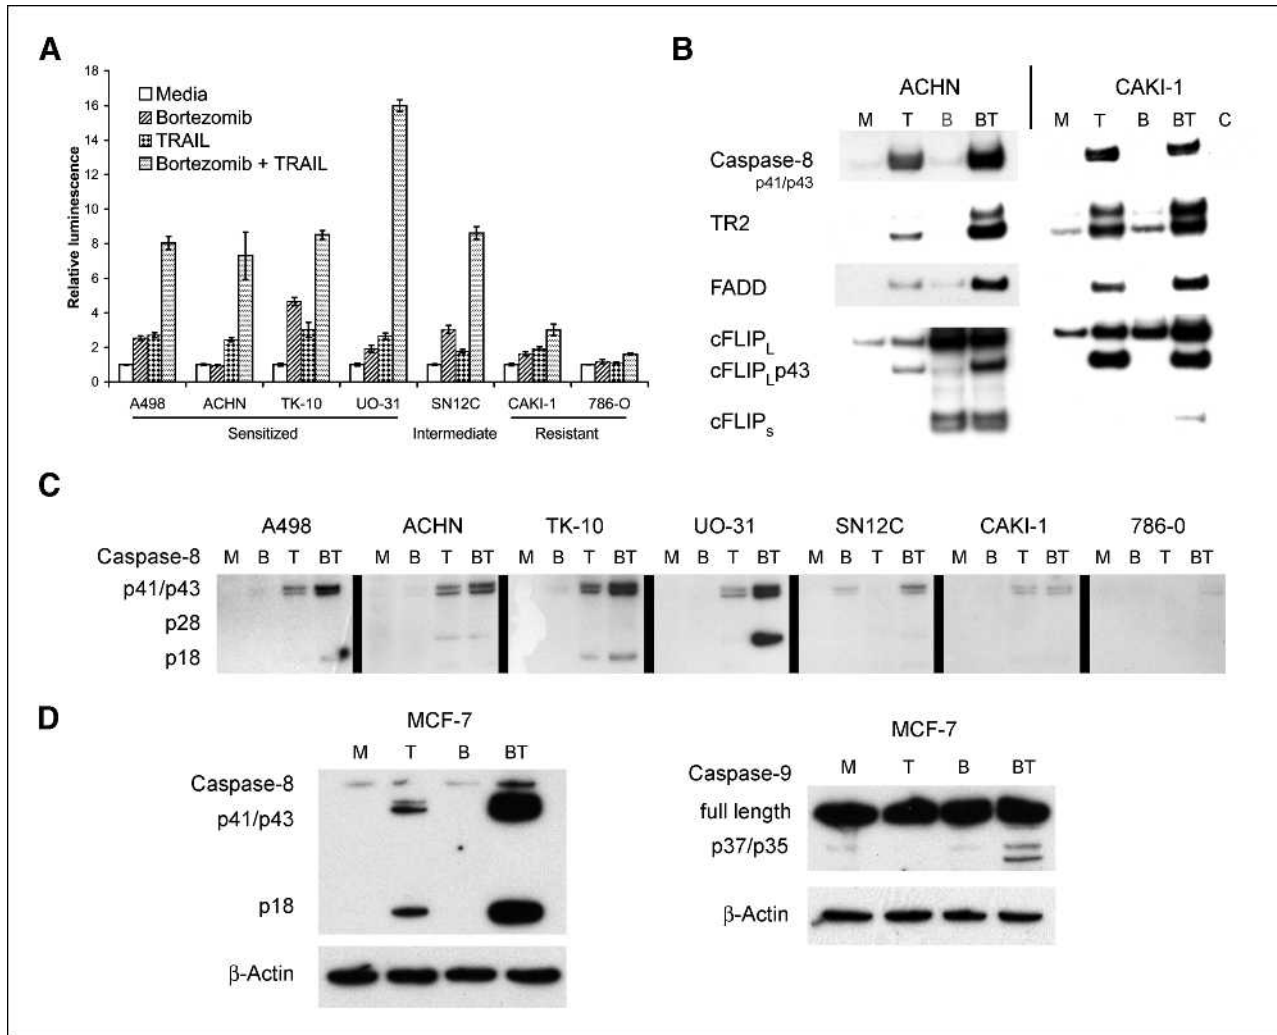 A
18
16
14
12
10
8
6
4
2
0
Relative luminescence
Media
Bortezomib
TRAIL
Bortezomib + TRAIL
A498 ACHN TK-10 UO-31 SN12C CAKI-1 786-O
Sensitized Intermediate Resistant
B
ACHN CAKI-1
M T B BT M T B BT C
Caspase-8
p41/p43
TR2
FADD
cFLIPL
cFLIPLp43
cFLIPs
C
A498 ACHN TK-10 UO-31 SN12C CAKI-1 786-0
Caspase-8 M B T BT M B T BT M B T BT M B T BT M B T BT M B T BT M B T BT
p41/p43
p28
p18
D
MCF-7
M T B BT
Caspase-8
p41/p43
p18
β-Actin
MCF-7
Caspase-9 M T B BT
full length
p37/p35
β-Actin